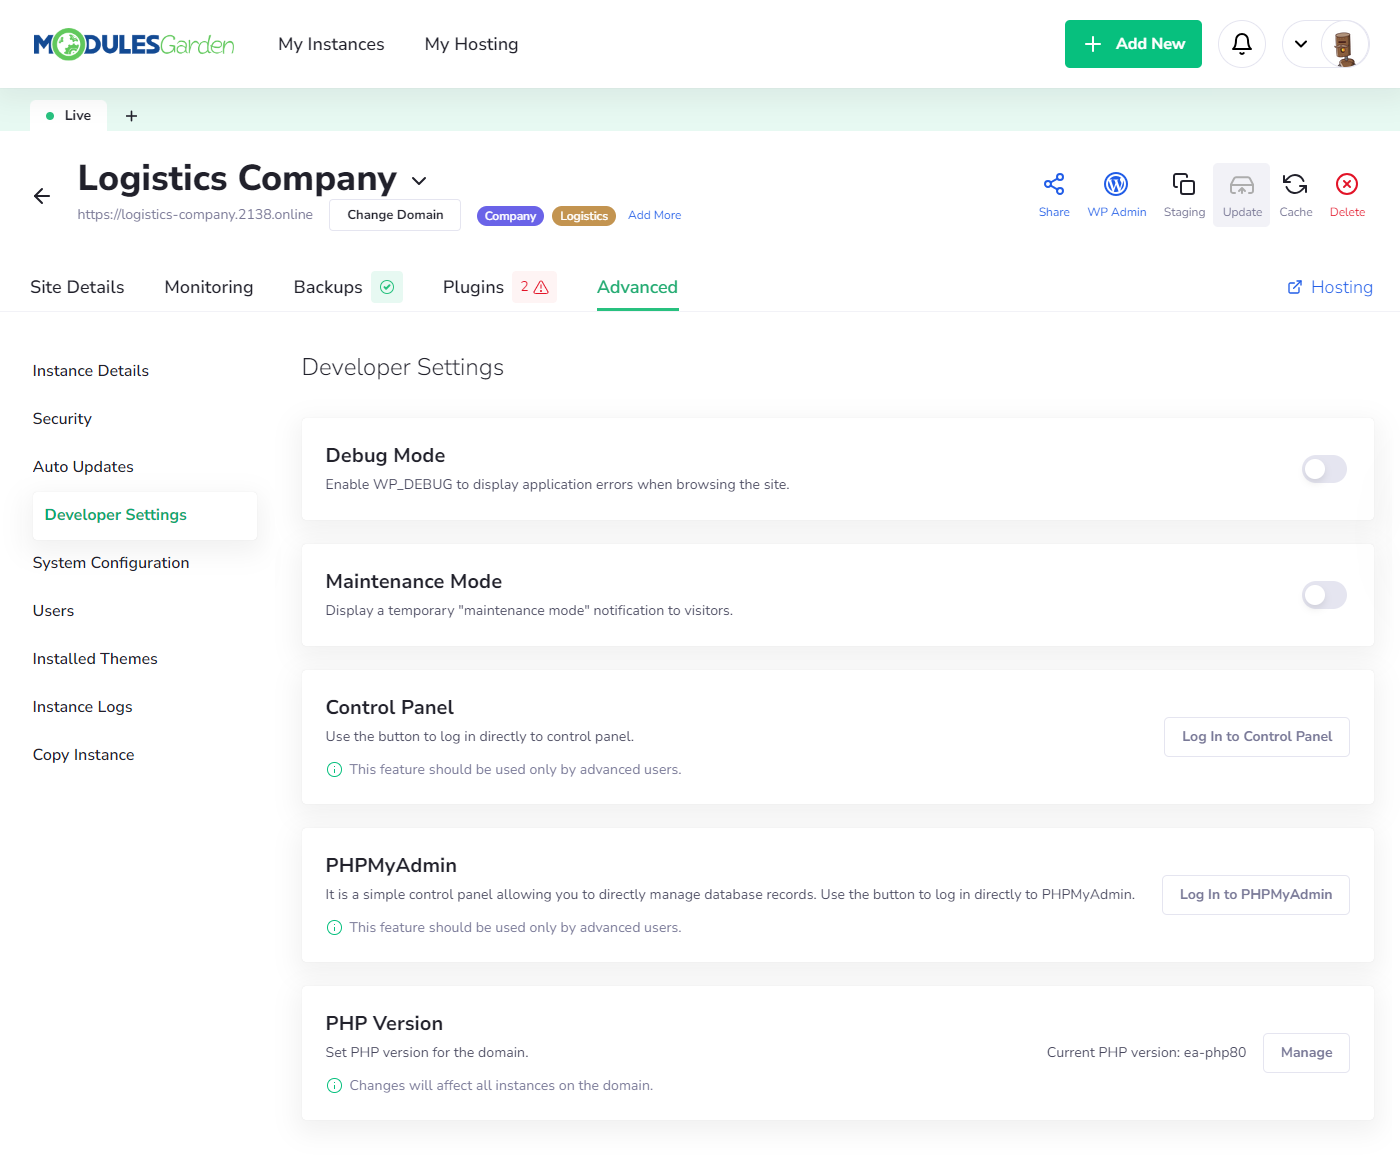 MODULESGarden
My Instances
My Hosting
Add New
Live
Logistics Company
https://logistics-company.2138.online
Change Domain
Company
Logistics
Add More
Share
WP Admin
Staging
Update
Cache
Delete
Site Details
Monitoring
Backups
Plugins
2
Advanced
Hosting
Instance Details
Security
Auto Updates
Developer Settings
System Configuration
Users
Installed Themes
Instance Logs
Copy Instance
Developer Settings
Debug Mode
Enable WP_DEBUG to display application errors when browsing the site.
Maintenance Mode
Display a temporary "maintenance mode" notification to visitors.
Control Panel
Use the button to log in directly to control panel.
This feature should be used only by advanced users.
Log In to Control Panel
PHPMyAdmin
It is a simple control panel allowing you to directly manage database records. Use the button to log in directly to PHPMyAdmin.
This feature should be used only by advanced users.
Log In to PHPMyAdmin
PHP Version
Set PHP version for the domain.
Changes will affect all instances on the domain.
Current PHP version: ea-php80
Manage